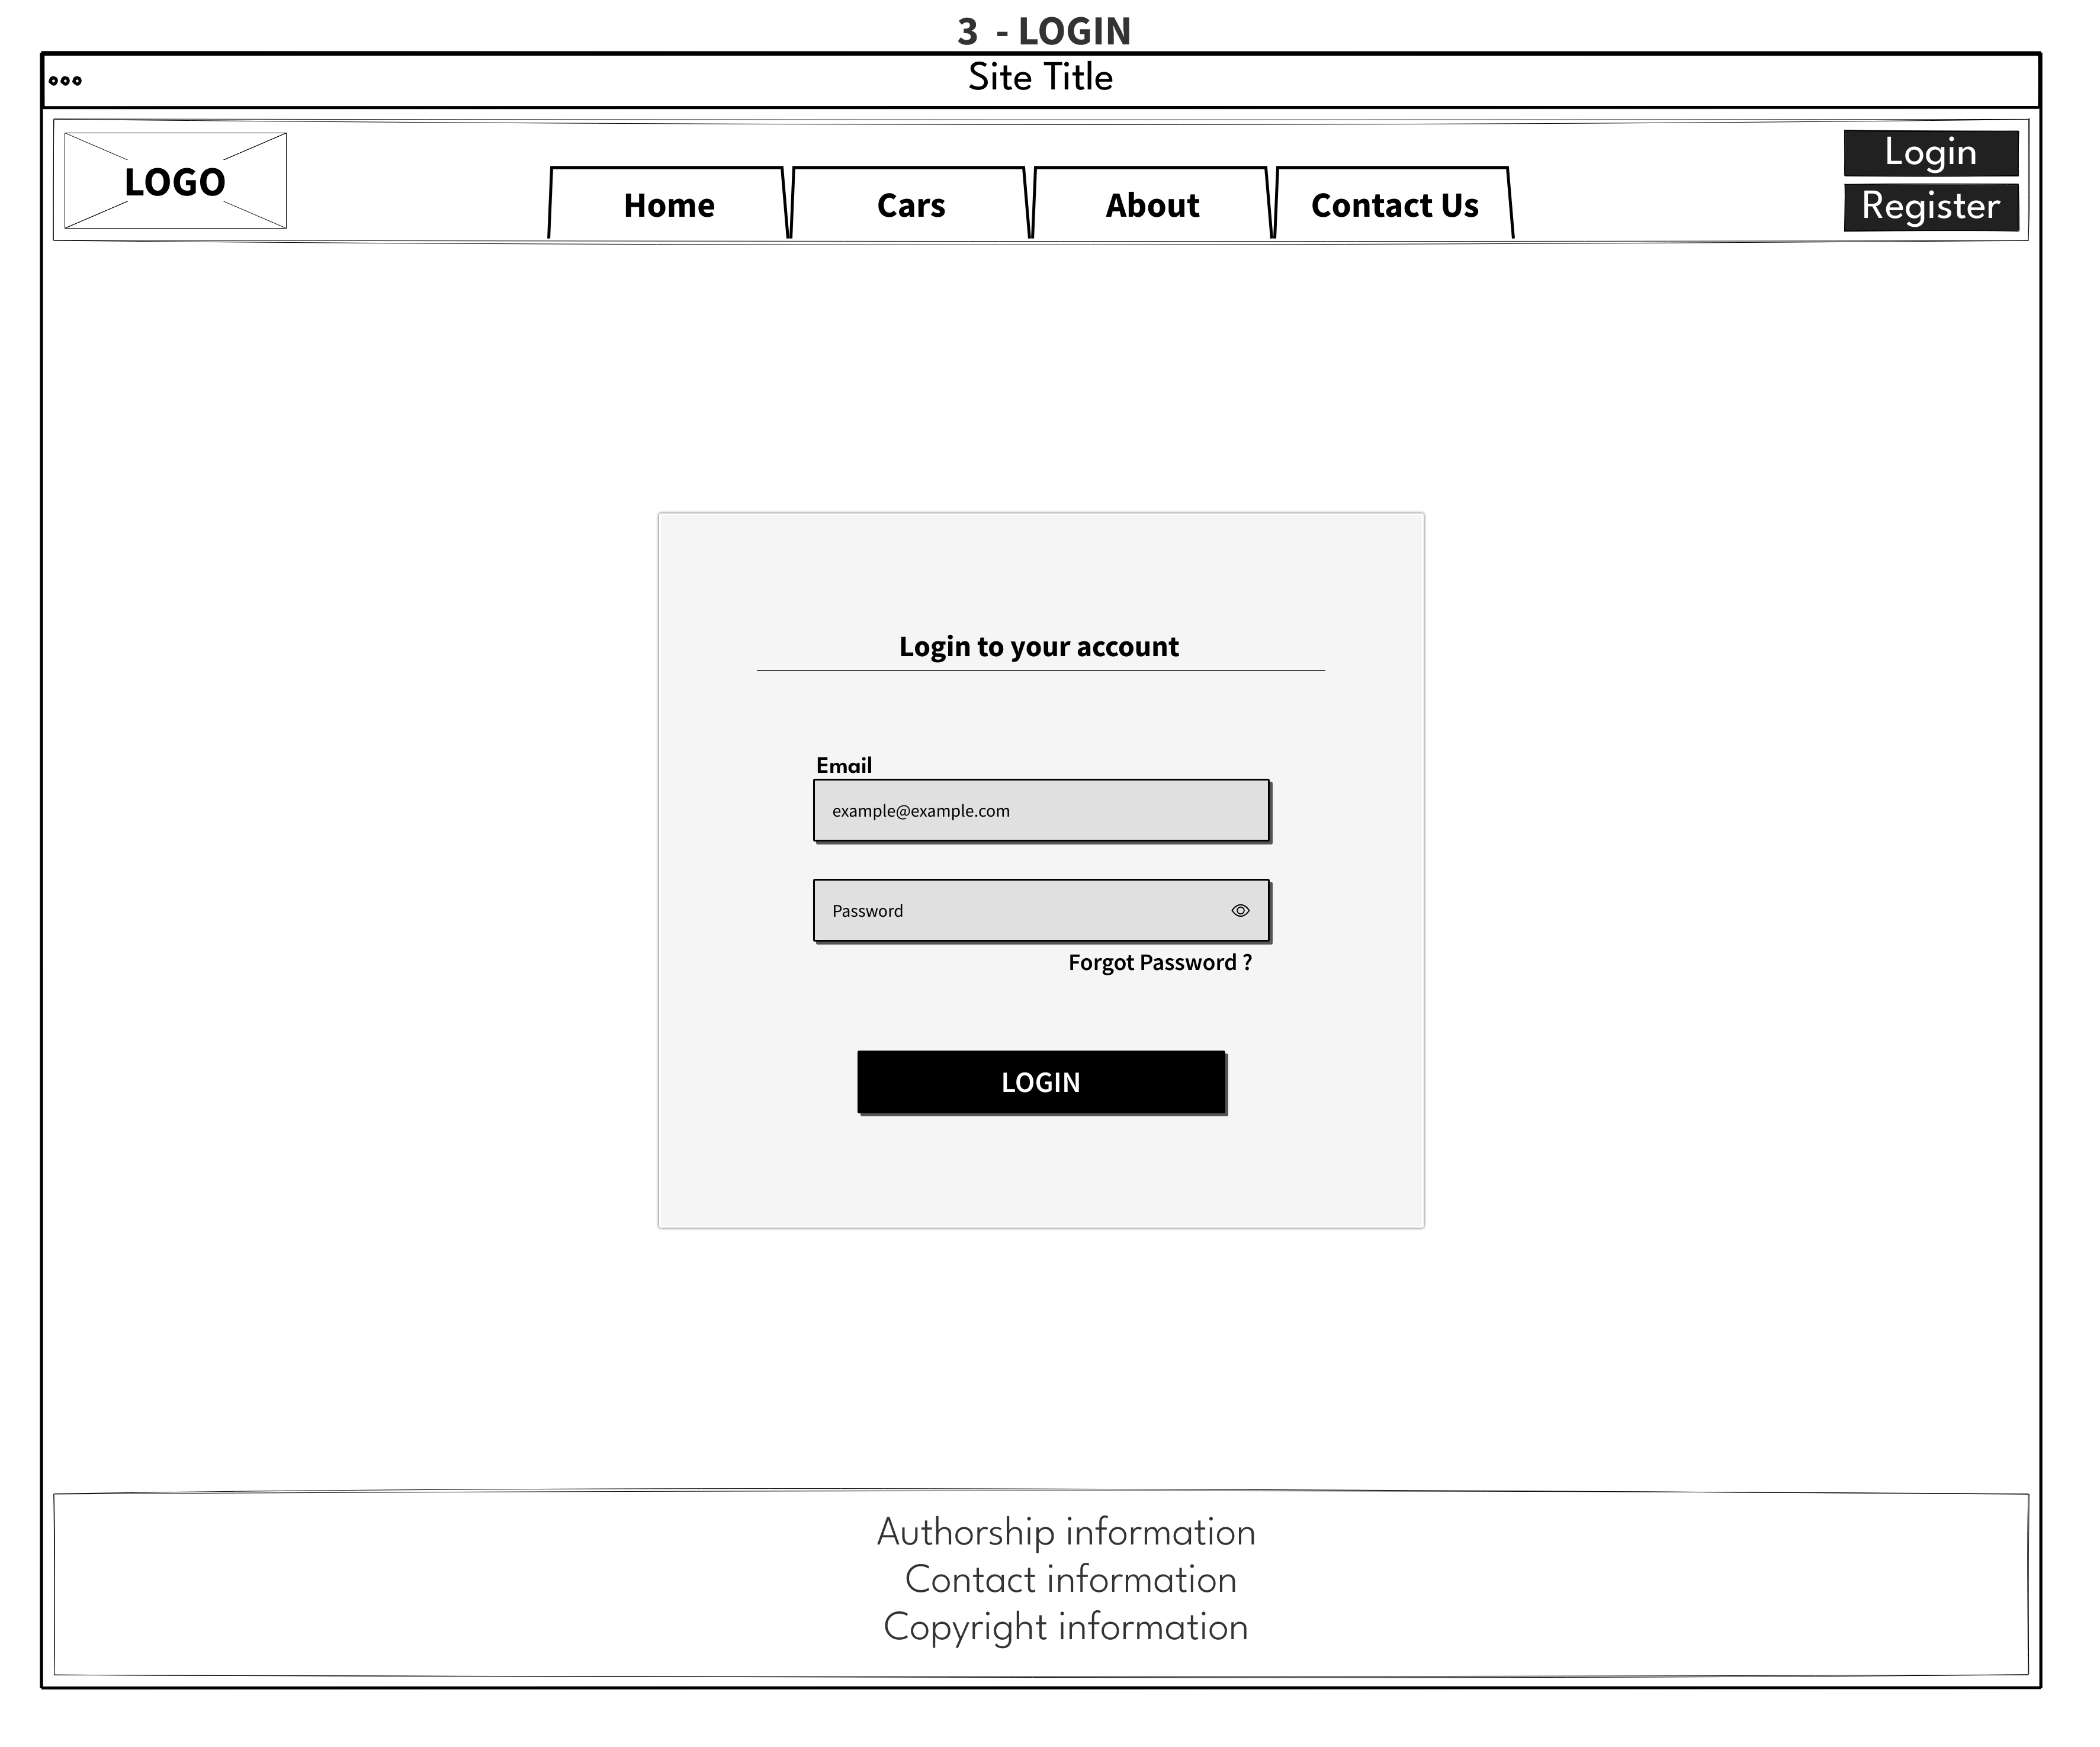 3 - LOGIN
Site Title
LOGO
Home
Cars
About
Contact Us
Login
Register
Login to your account
Email
example@example.com
Password
Forgot Password ?
LOGIN
Authorship information
Contact information
Copyright information